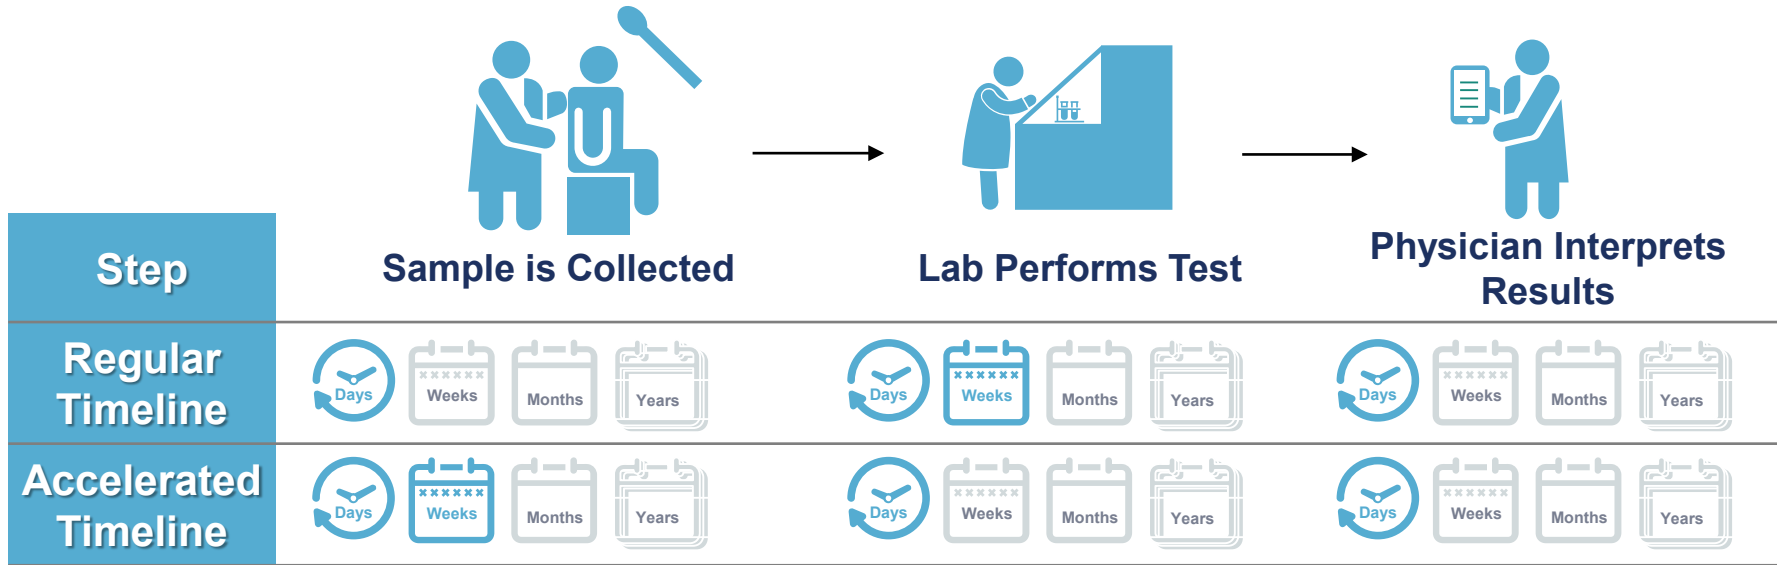 Step
Sample is Collected
Lab Performs Test
Physician Interprets
Results
Regular
Timeline
Days Weeks Months Years
Days Weeks Months Years
Days Weeks Months Years
Accelerated
Timeline
Days Weeks Months Years
Days Weeks Months Years
Days Weeks Months Years